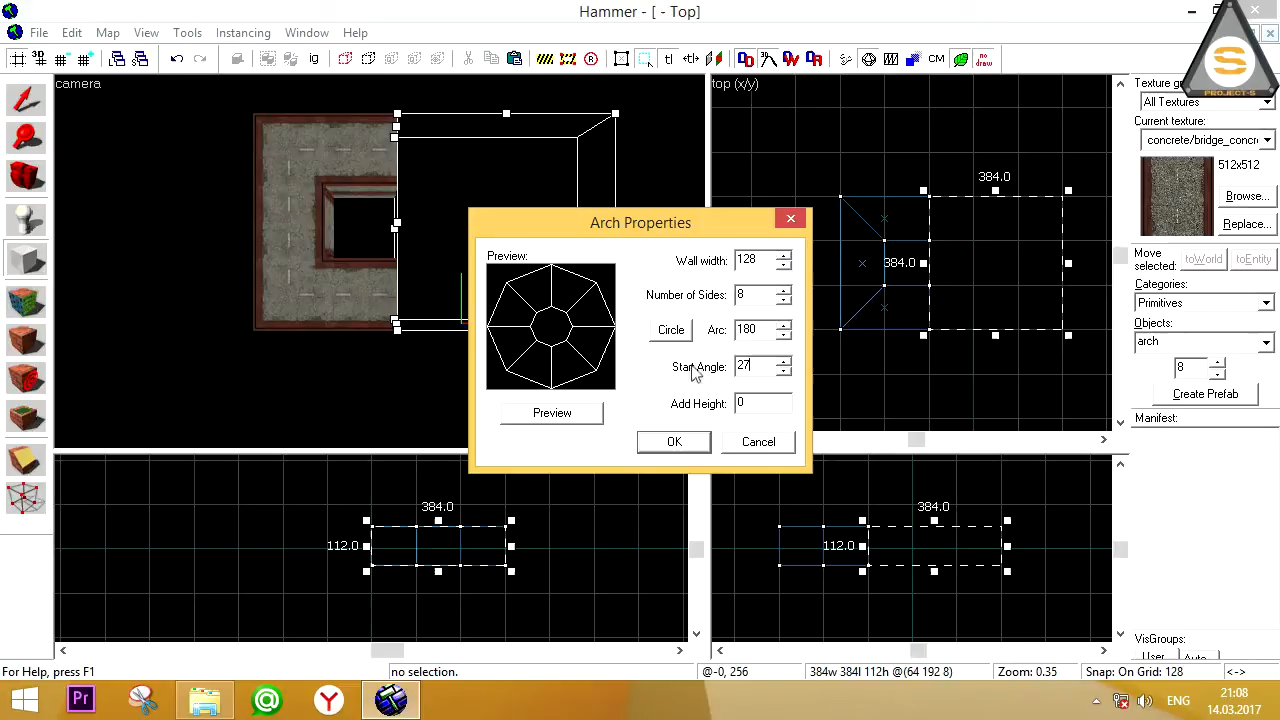 Hammer - [ - Top]
File Edit Map View Tools Instancing Window Help
camera
top (x/y)
384.0
384.0
PROJECT-S
Texture g
All Textures
Current texture:
concrete/bridge_concr
512x512
Browse...
Replace...
Move selected:
toWorld
toEntity
Categories:
Primitives
Objects:
arch
8
Create Prefab
Manifest:
VisGroups:
User
Auto
Arch Properties
Preview:
Wall width: 128
Number of Sides: 8
Circle Arc: 180
Start Angle: 27
Add Height: 0
Preview
OK
Cancel
384.0
112.0
384.0
112.0
For Help, press F1
no selection.
@-0, 256
384w 384l 112h @(64 192 8)
Zoom: 0.35
Snap: On Grid: 128
<->
Pr
ENG
21:08
14.03.2017